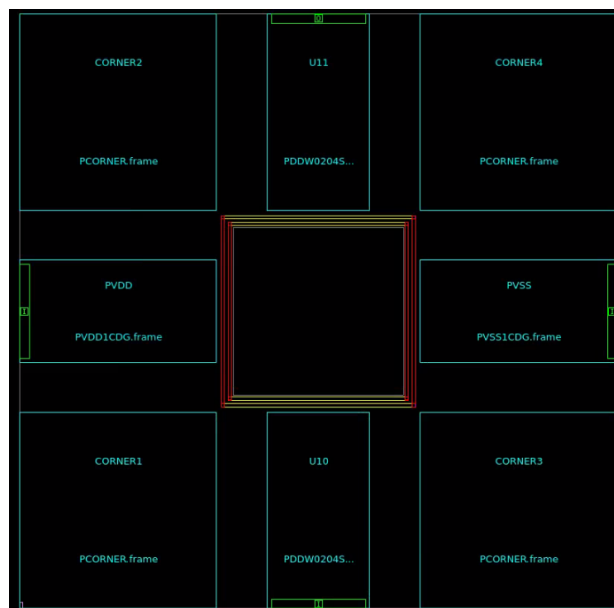 0
CORNER2
U11
CORNER4
PCORNER.frame
PDDW0204S...
PCORNER.frame
PVDD
PVSS
1
1
PVDD1CDG.frame
PVSS1CDG.frame
CORNER1
U10
CORNER3
PCORNER.frame
PDDW0204S...
PCORNER.frame